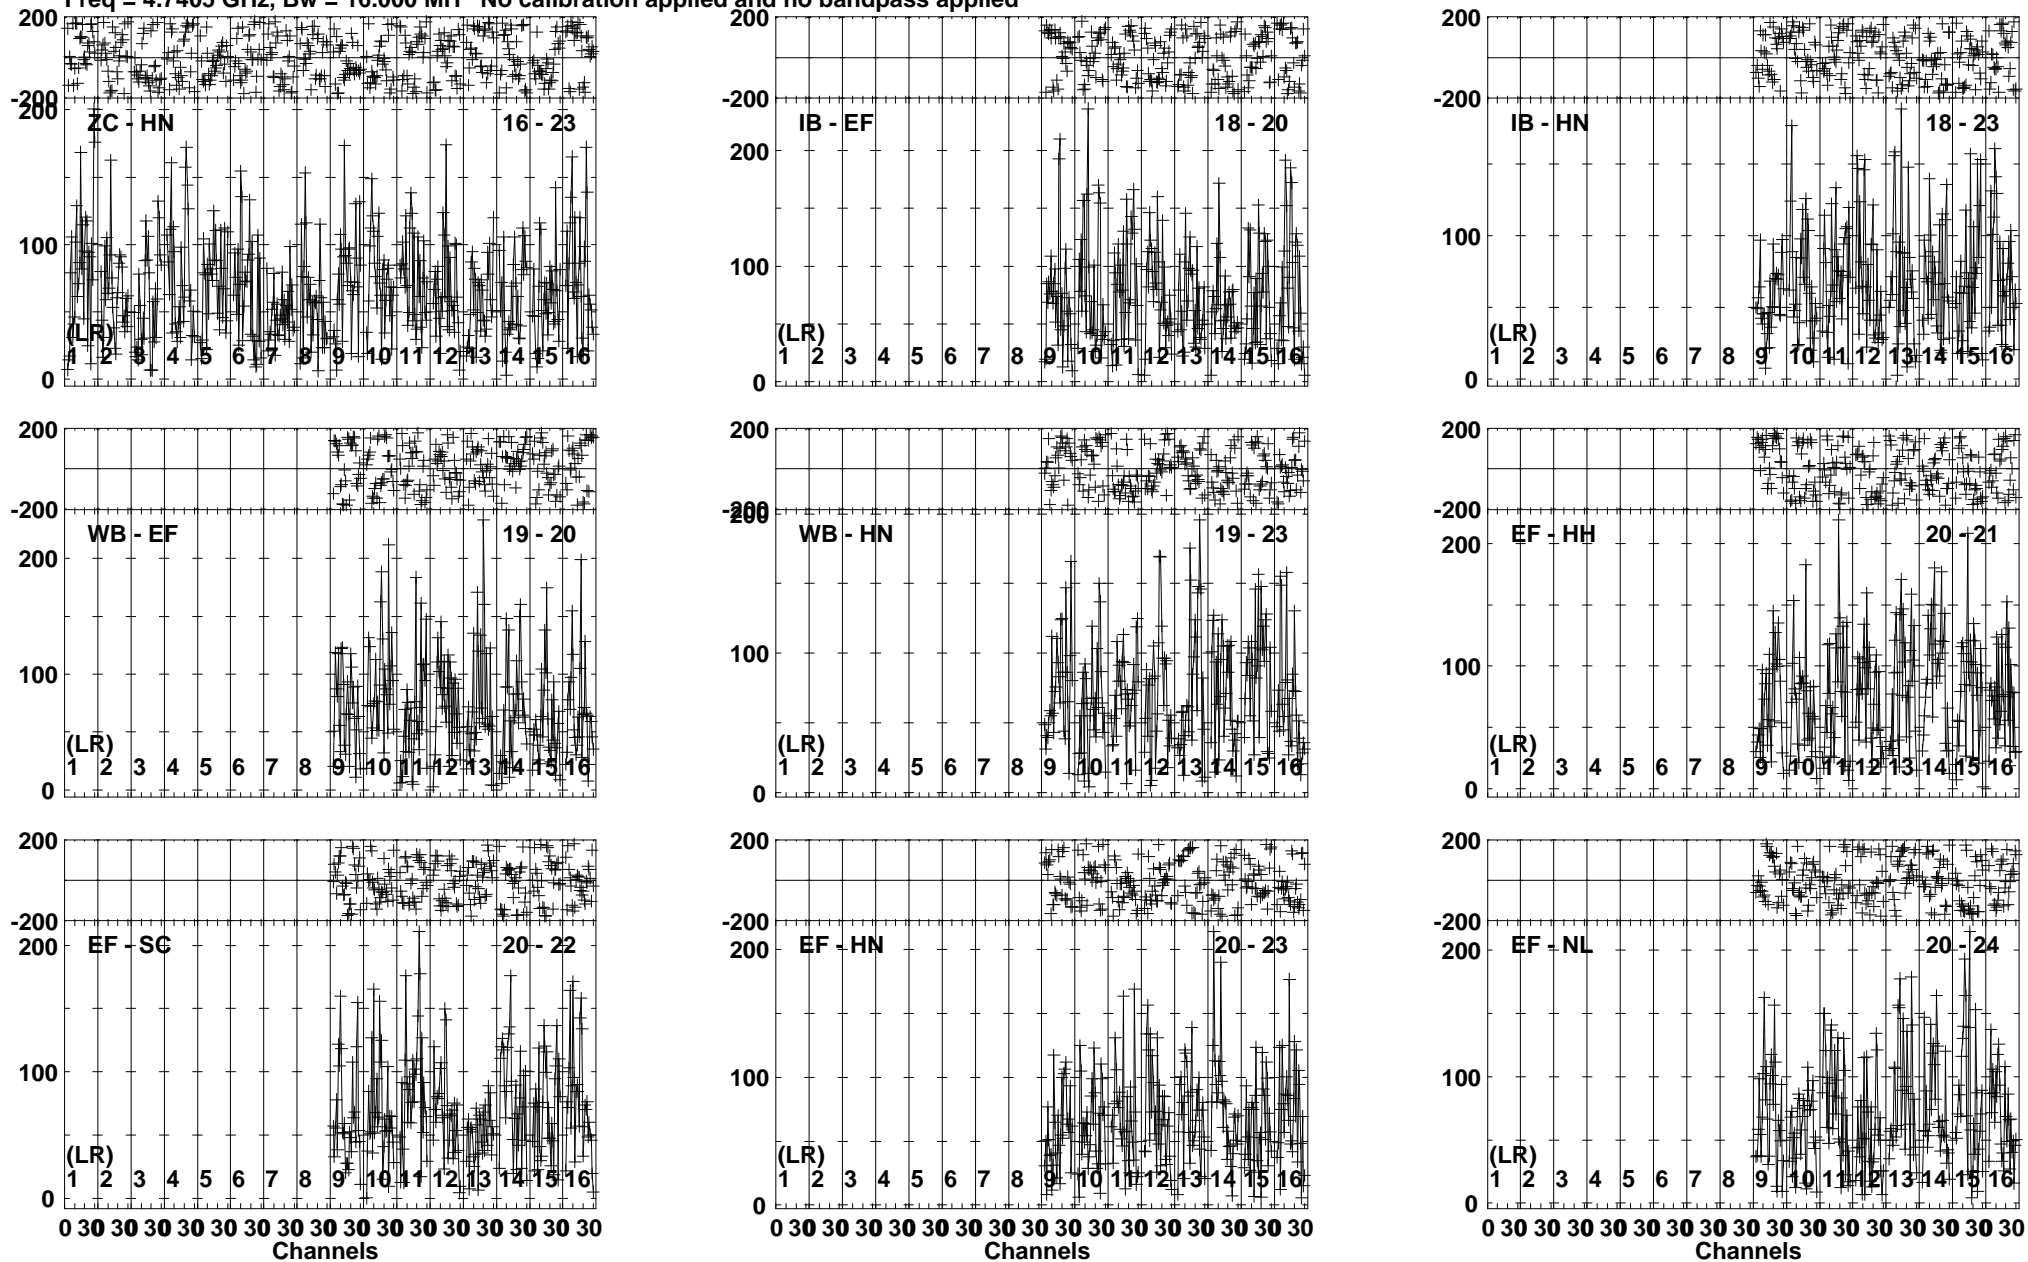 Freq = 4.7405 GHz, Bw = 16.000 MH No calibration applied and no bandpass applied
200
-200
200
ZC - HN 16 - 23
100
(LR)
1 2 3 4 5 6 7 8 9 10 11 12 13 14 15 16
0
200
-200
IB - EF 18 - 20
200
100
(LR)
1 2 3 4 5 6 7 8 9 10 11 12 13 14 15 16
0
200
-200
IB - HN 18 - 23
100
(LR)
1 2 3 4 5 6 7 8 9 10 11 12 13 14 15 16
0
200
-200
WB - EF 19 - 20
200
100
(LR)
1 2 3 4 5 6 7 8 9 10 11 12 13 14 15 16
0
200
-200
200
WB - HN 19 - 23
100
(LR)
1 2 3 4 5 6 7 8 9 10 11 12 13 14 15 16
0
200
-200
EF - HH 20 - 21
200
100
(LR)
1 2 3 4 5 6 7 8 9 10 11 12 13 14 15 16
0
200
-200
EF - SC 20 - 22
200
100
(LR)
1 2 3 4 5 6 7 8 9 10 11 12 13 14 15 16
0
0 30 30 30 30 30 30 30 30 30 30 30 30 30 30 30 30
Channels
200
-200
EF - HN 20 - 23
200
100
(LR)
1 2 3 4 5 6 7 8 9 10 11 12 13 14 15 16
0
0 30 30 30 30 30 30 30 30 30 30 30 30 30 30 30 30
Channels
200
-200
EF - NL 20 - 24
200
100
(LR)
1 2 3 4 5 6 7 8 9 10 11 12 13 14 15 16
0
0 30 30 30 30 30 30 30 30 30 30 30 30 30 30 30 30
Channels